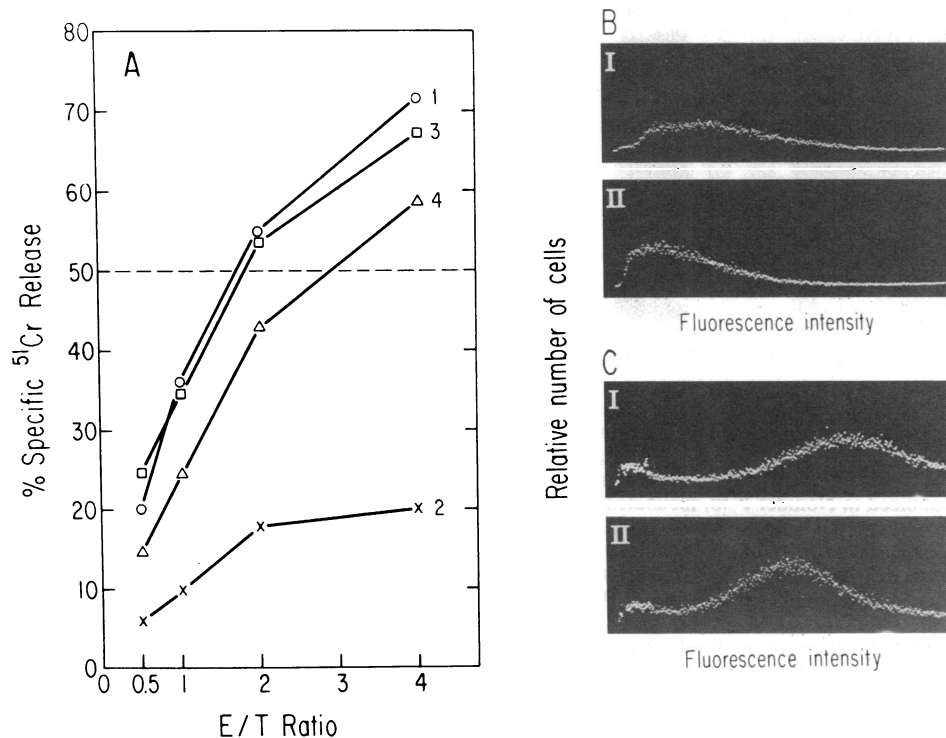 A
80
70
60
50
40
30
20
10
0
% Specific ⁵¹Cr Release
1
3
4
2
0 0.5 1 2 3 4
E/T Ratio
Relative number of cells
B
I
II
Fluorescence intensity
C
I
II
Fluorescence intensity